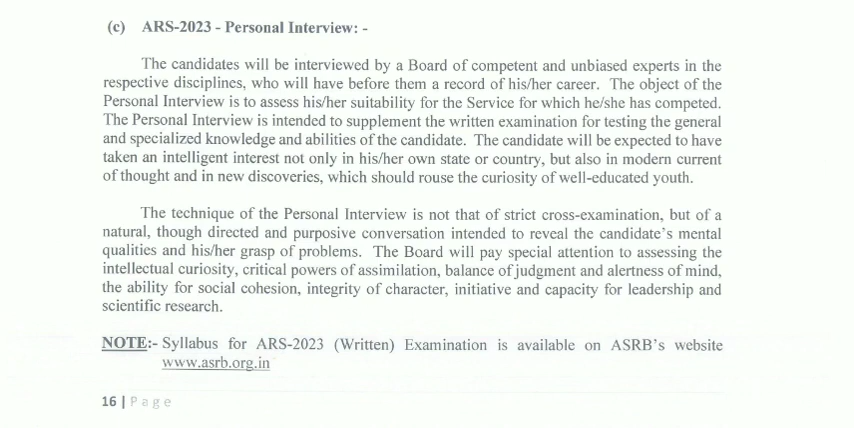 (c) ARS-2023 - Personal Interview: -
The candidates will be interviewed by a Board of competent and unbiased experts in the
respective disciplines, who will have before them a record of his/her career. The object of the
Personal Interview is to assess his/her suitability for the Service for which he/she has competed.
The Personal Interview is intended to supplement the written examination for testing the general
and specialized knowledge and abilities of the candidate. The candidate will be expected to have
taken an intelligent interest not only in his/her own state or country, but also in modern current
of thought and in new discoveries, which should rouse the curiosity of well-educated youth.
The technique of the Personal Interview is not that of strict cross-examination, but of a
natural, though directed and purposive conversation intended to reveal the candidate's mental
qualities and his/her grasp of problems. The Board will pay special attention to assessing the
intellectual curiosity, critical powers of assimilation, balance of judgment and alertness of mind,
the ability for social cohesion, integrity of character, initiative and capacity for leadership and
scientific research.
NOTE:- Syllabus for ARS-2023 (Written) Examination is available on ASRB's website
www.asrb.org.in
16 | Page